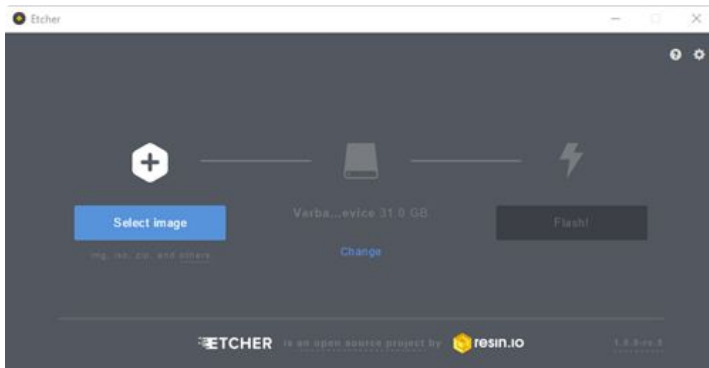 Etcher
Select image
Verba...evice 31.0 GB
Flash!
img, iso, zip, and others
Change
ETCHER is an open source project by resin.io